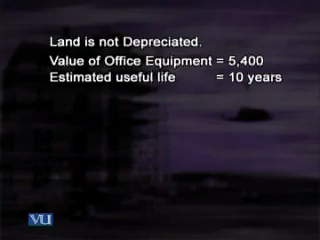 Land is not Depreciated.
Value of Office Equipment = 5,400
Estimated useful life = 10 years
VU